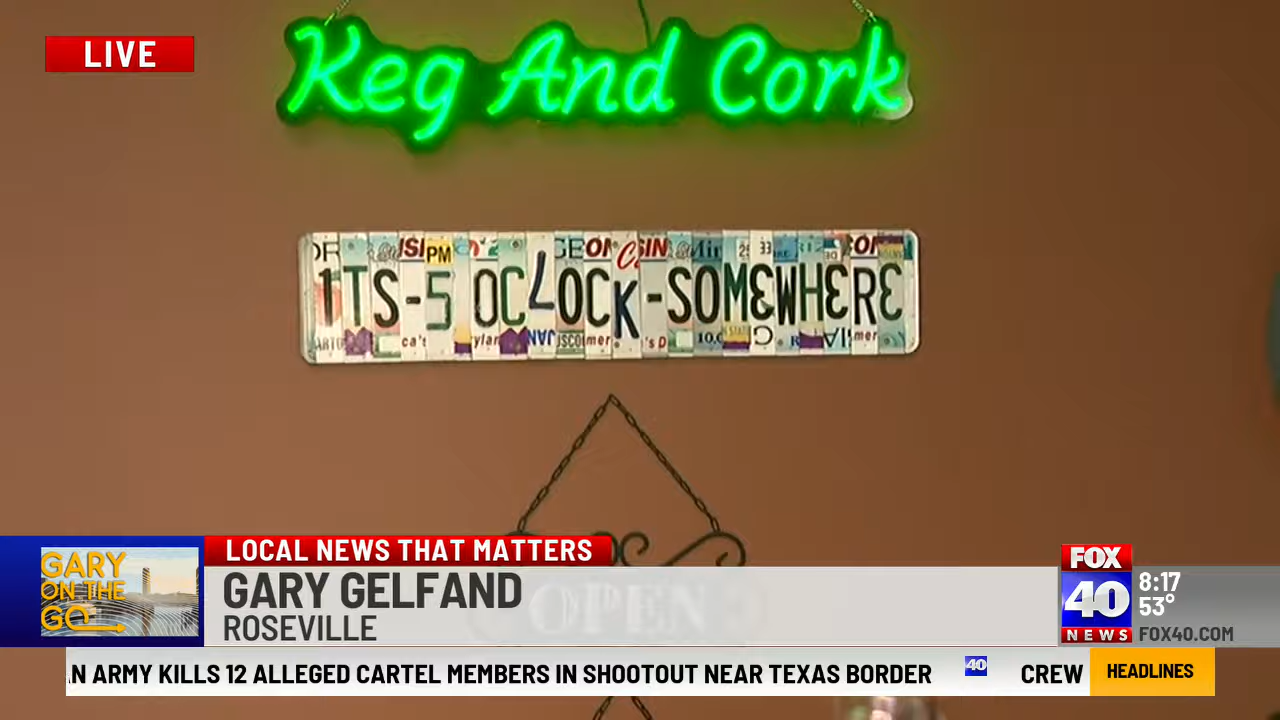 LIVE
Keg And Cork
1TS-5 OCLOCK-SOMEWHERE
LOCAL NEWS THAT MATTERS
GARY ON THE GO
GARY GELFAND
ROSEVILLE
OPEN
FOX
40
NEWS
8:17
53°
FOX40.COM
N ARMY KILLS 12 ALLEGED CARTEL MEMBERS IN SHOOTOUT NEAR TEXAS BORDER 40 CREW
HEADLINES